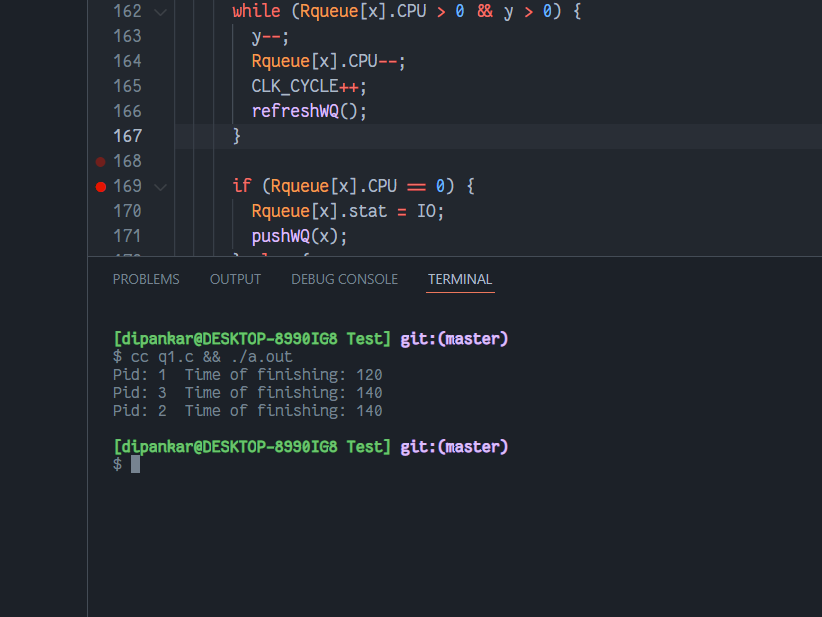 162 while (Rqueue[x].CPU > 0 && y > 0) {
163 y--;
164 Rqueue[x].CPU--;
165 CLK_CYCLE++;
166 refreshWQ();
167 }
168
169 if (Rqueue[x].CPU == 0) {
170 Rqueue[x].stat = IO;
171 pushWQ(x);
PROBLEMS OUTPUT DEBUG CONSOLE TERMINAL
[dipankar@DESKTOP-8990IG8 Test] git:(master)
$ cc q1.c && ./a.out
Pid: 1  Time of finishing: 120
Pid: 3  Time of finishing: 140
Pid: 2  Time of finishing: 140
[dipankar@DESKTOP-8990IG8 Test] git:(master)
$